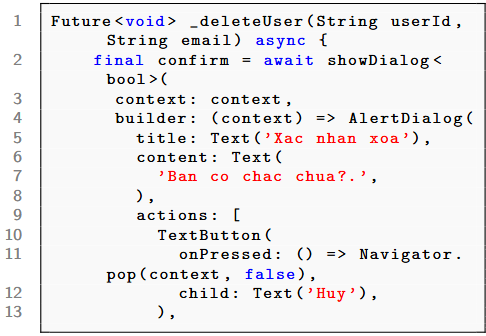 1 Future<void> _deleteUser(String userId,
String email) async {
2 final confirm = await showDialog<
bool>(
3 context: context,
4 builder: (context) => AlertDialog(
5 title: Text('Xac nhan xoa'),
6 content: Text(
7 'Ban co chac chua?.',
8 ),
9 actions: [
10 TextButton(
11 onPressed: () => Navigator.
pop(context, false),
12 child: Text('Huy'),
13 ),